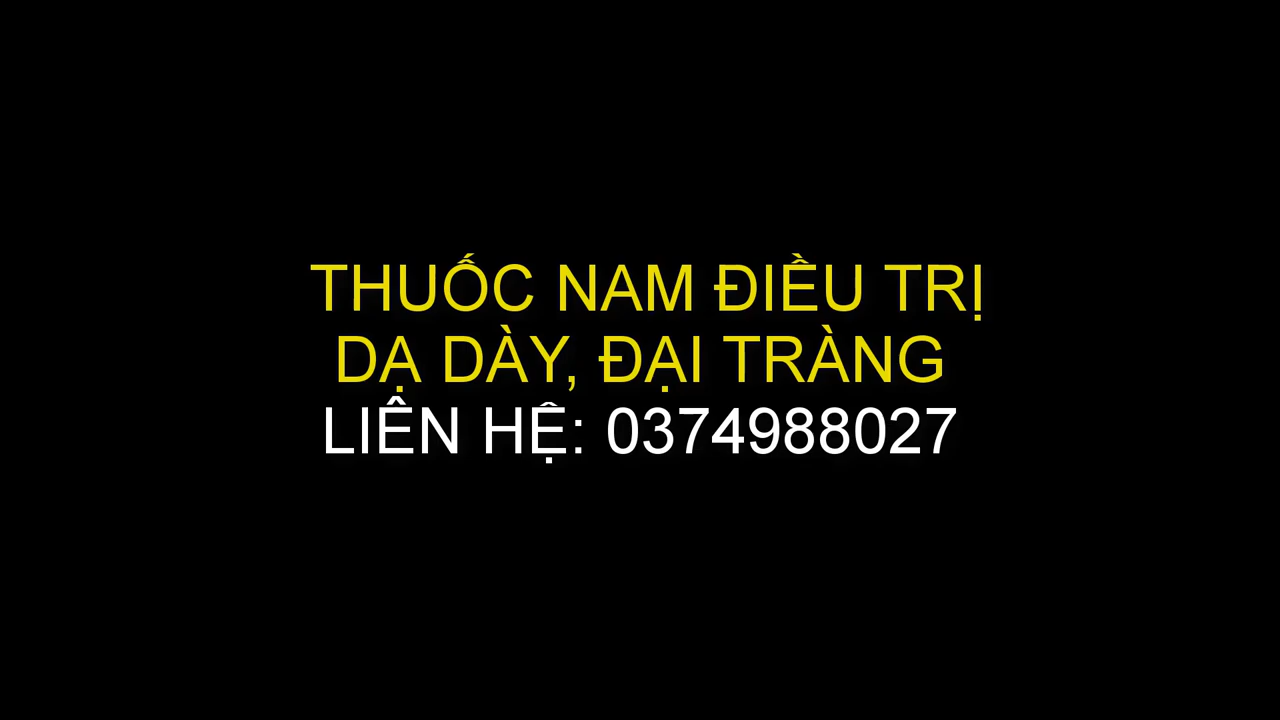 THUỐC NAM ĐIỀU TRỊ
DẠ DÀY, ĐẠI TRÀNG
LIÊN HỆ: 0374988027